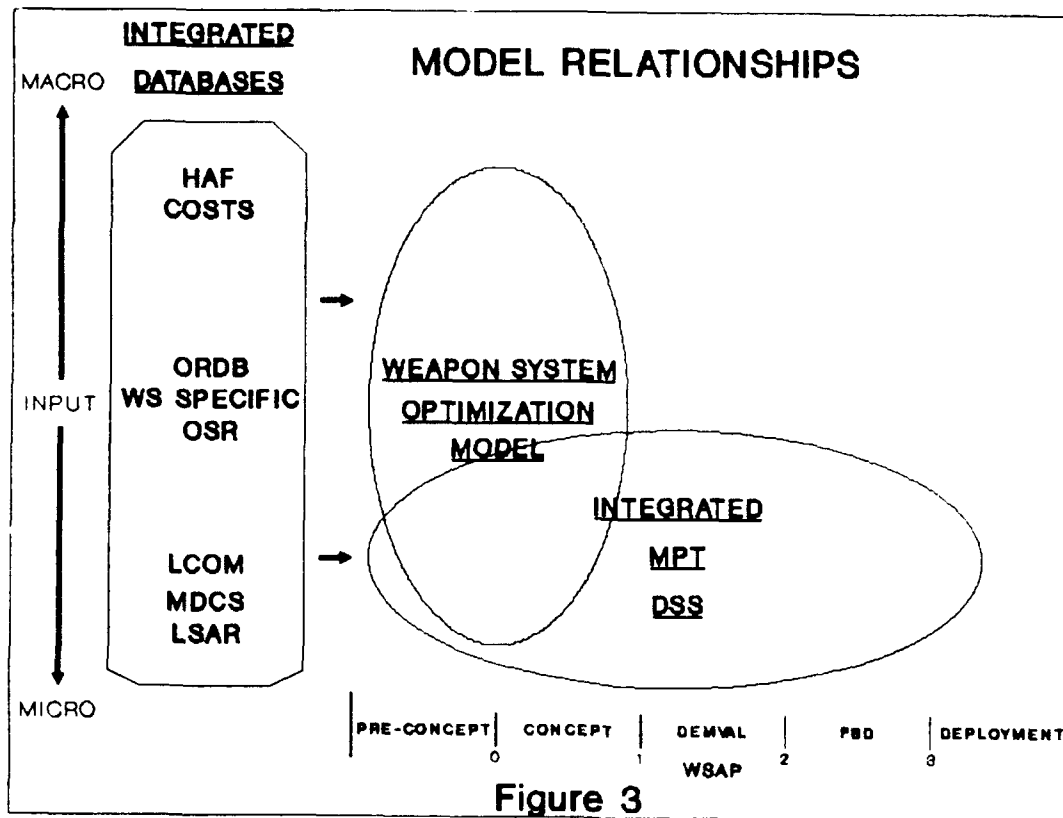 INTEGRATED
DATABASES
MODEL RELATIONSHIPS
MACRO
INPUT
MICRO
HAF
COSTS
ORDB
WS SPECIFIC
OSR
LCOM
MDCS
LSAR
WEAPON SYSTEM
OPTIMIZATION
MODEL
INTEGRATED
MPT
DSS
PRE-CONCEPT
CONCEPT
DEMVAL
FSD
DEPLOYMENT
0
1
2
3
WSAP
Figure 3